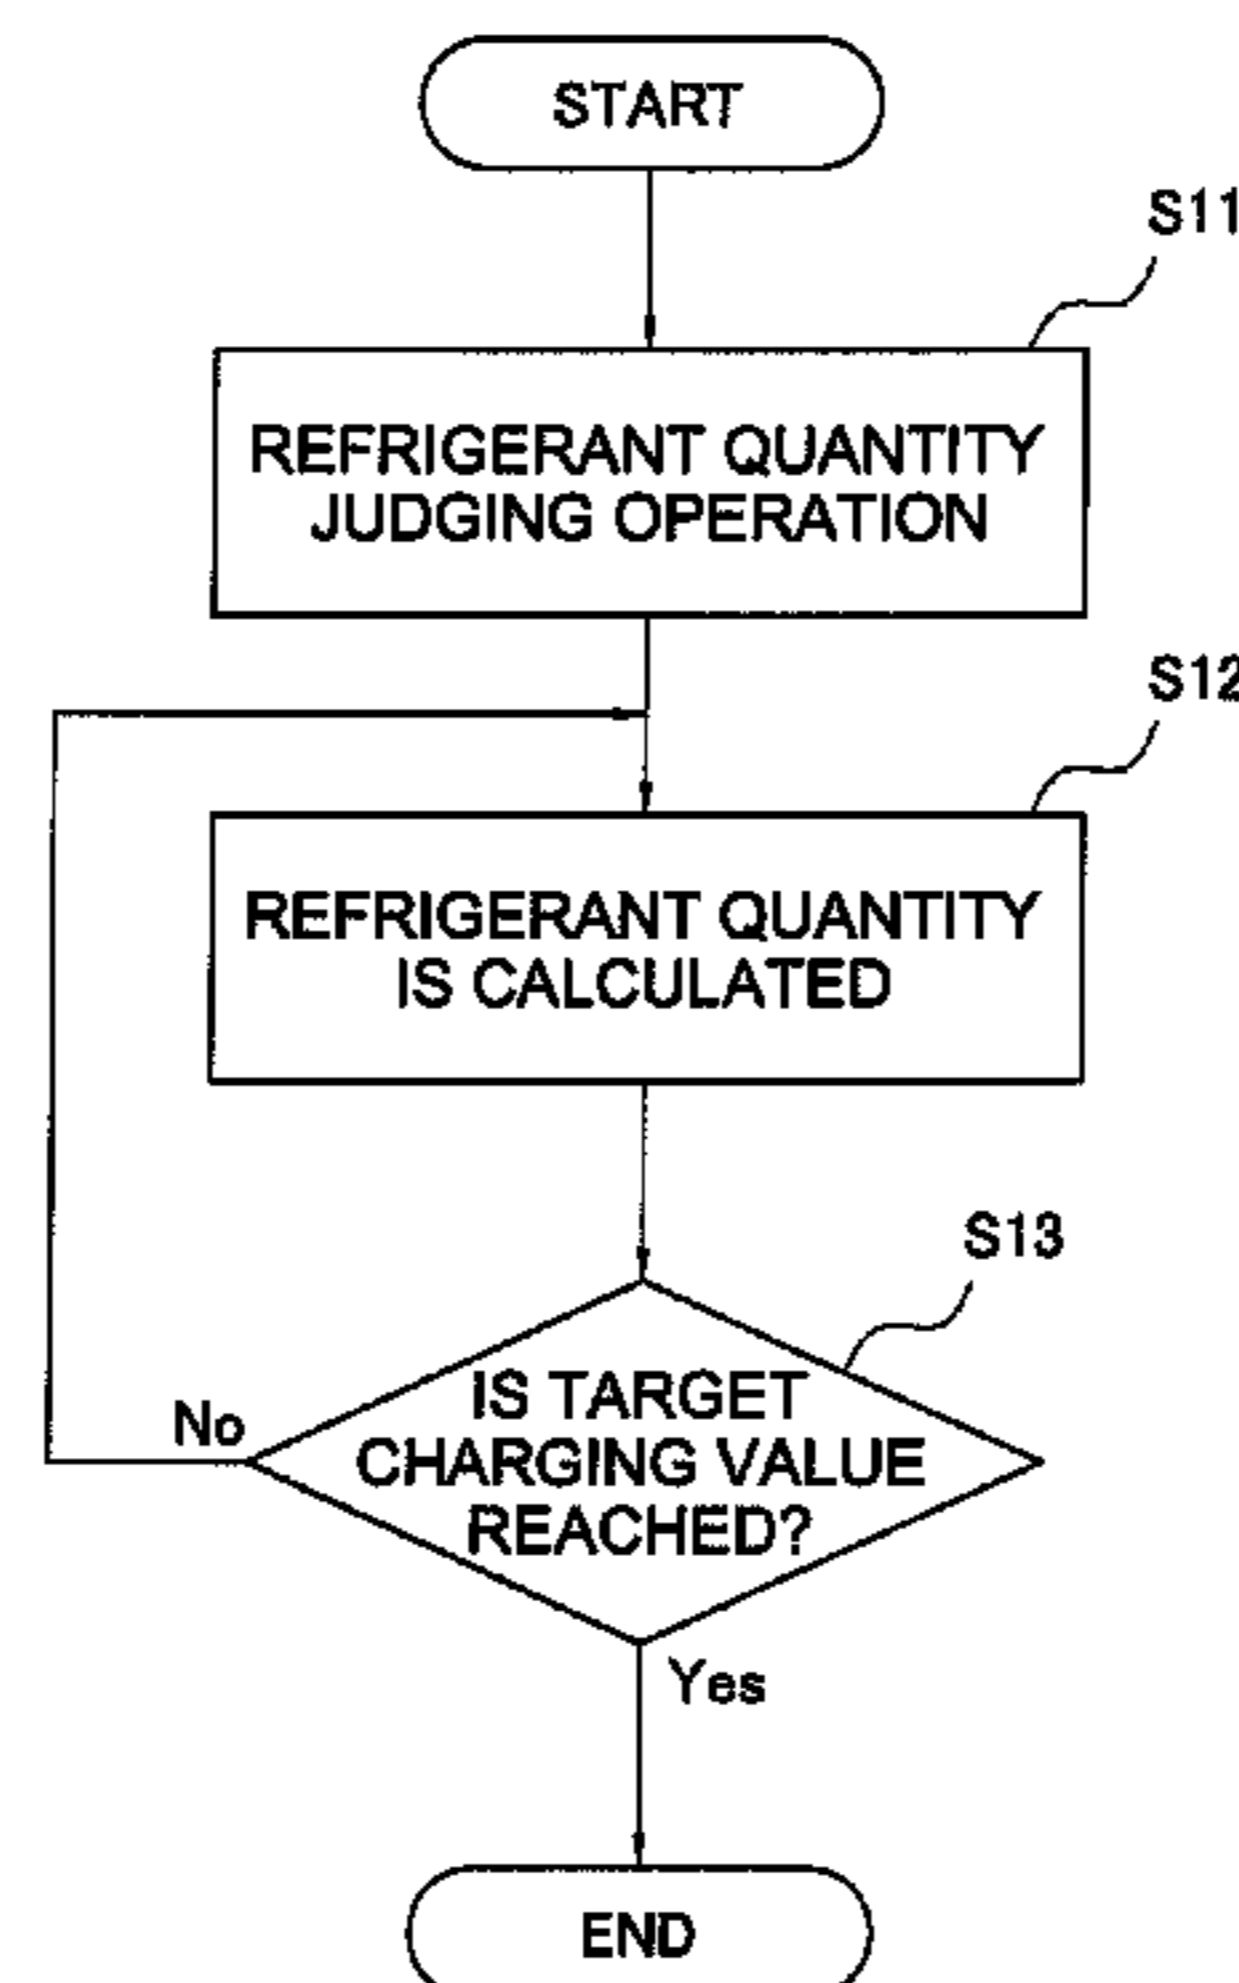 START
S11
REFRIGERANT QUANTITY
JUDGING OPERATION
S12
REFRIGERANT QUANTITY
IS CALCULATED
S13
IS TARGET
CHARGING VALUE
REACHED?
No
Yes
END